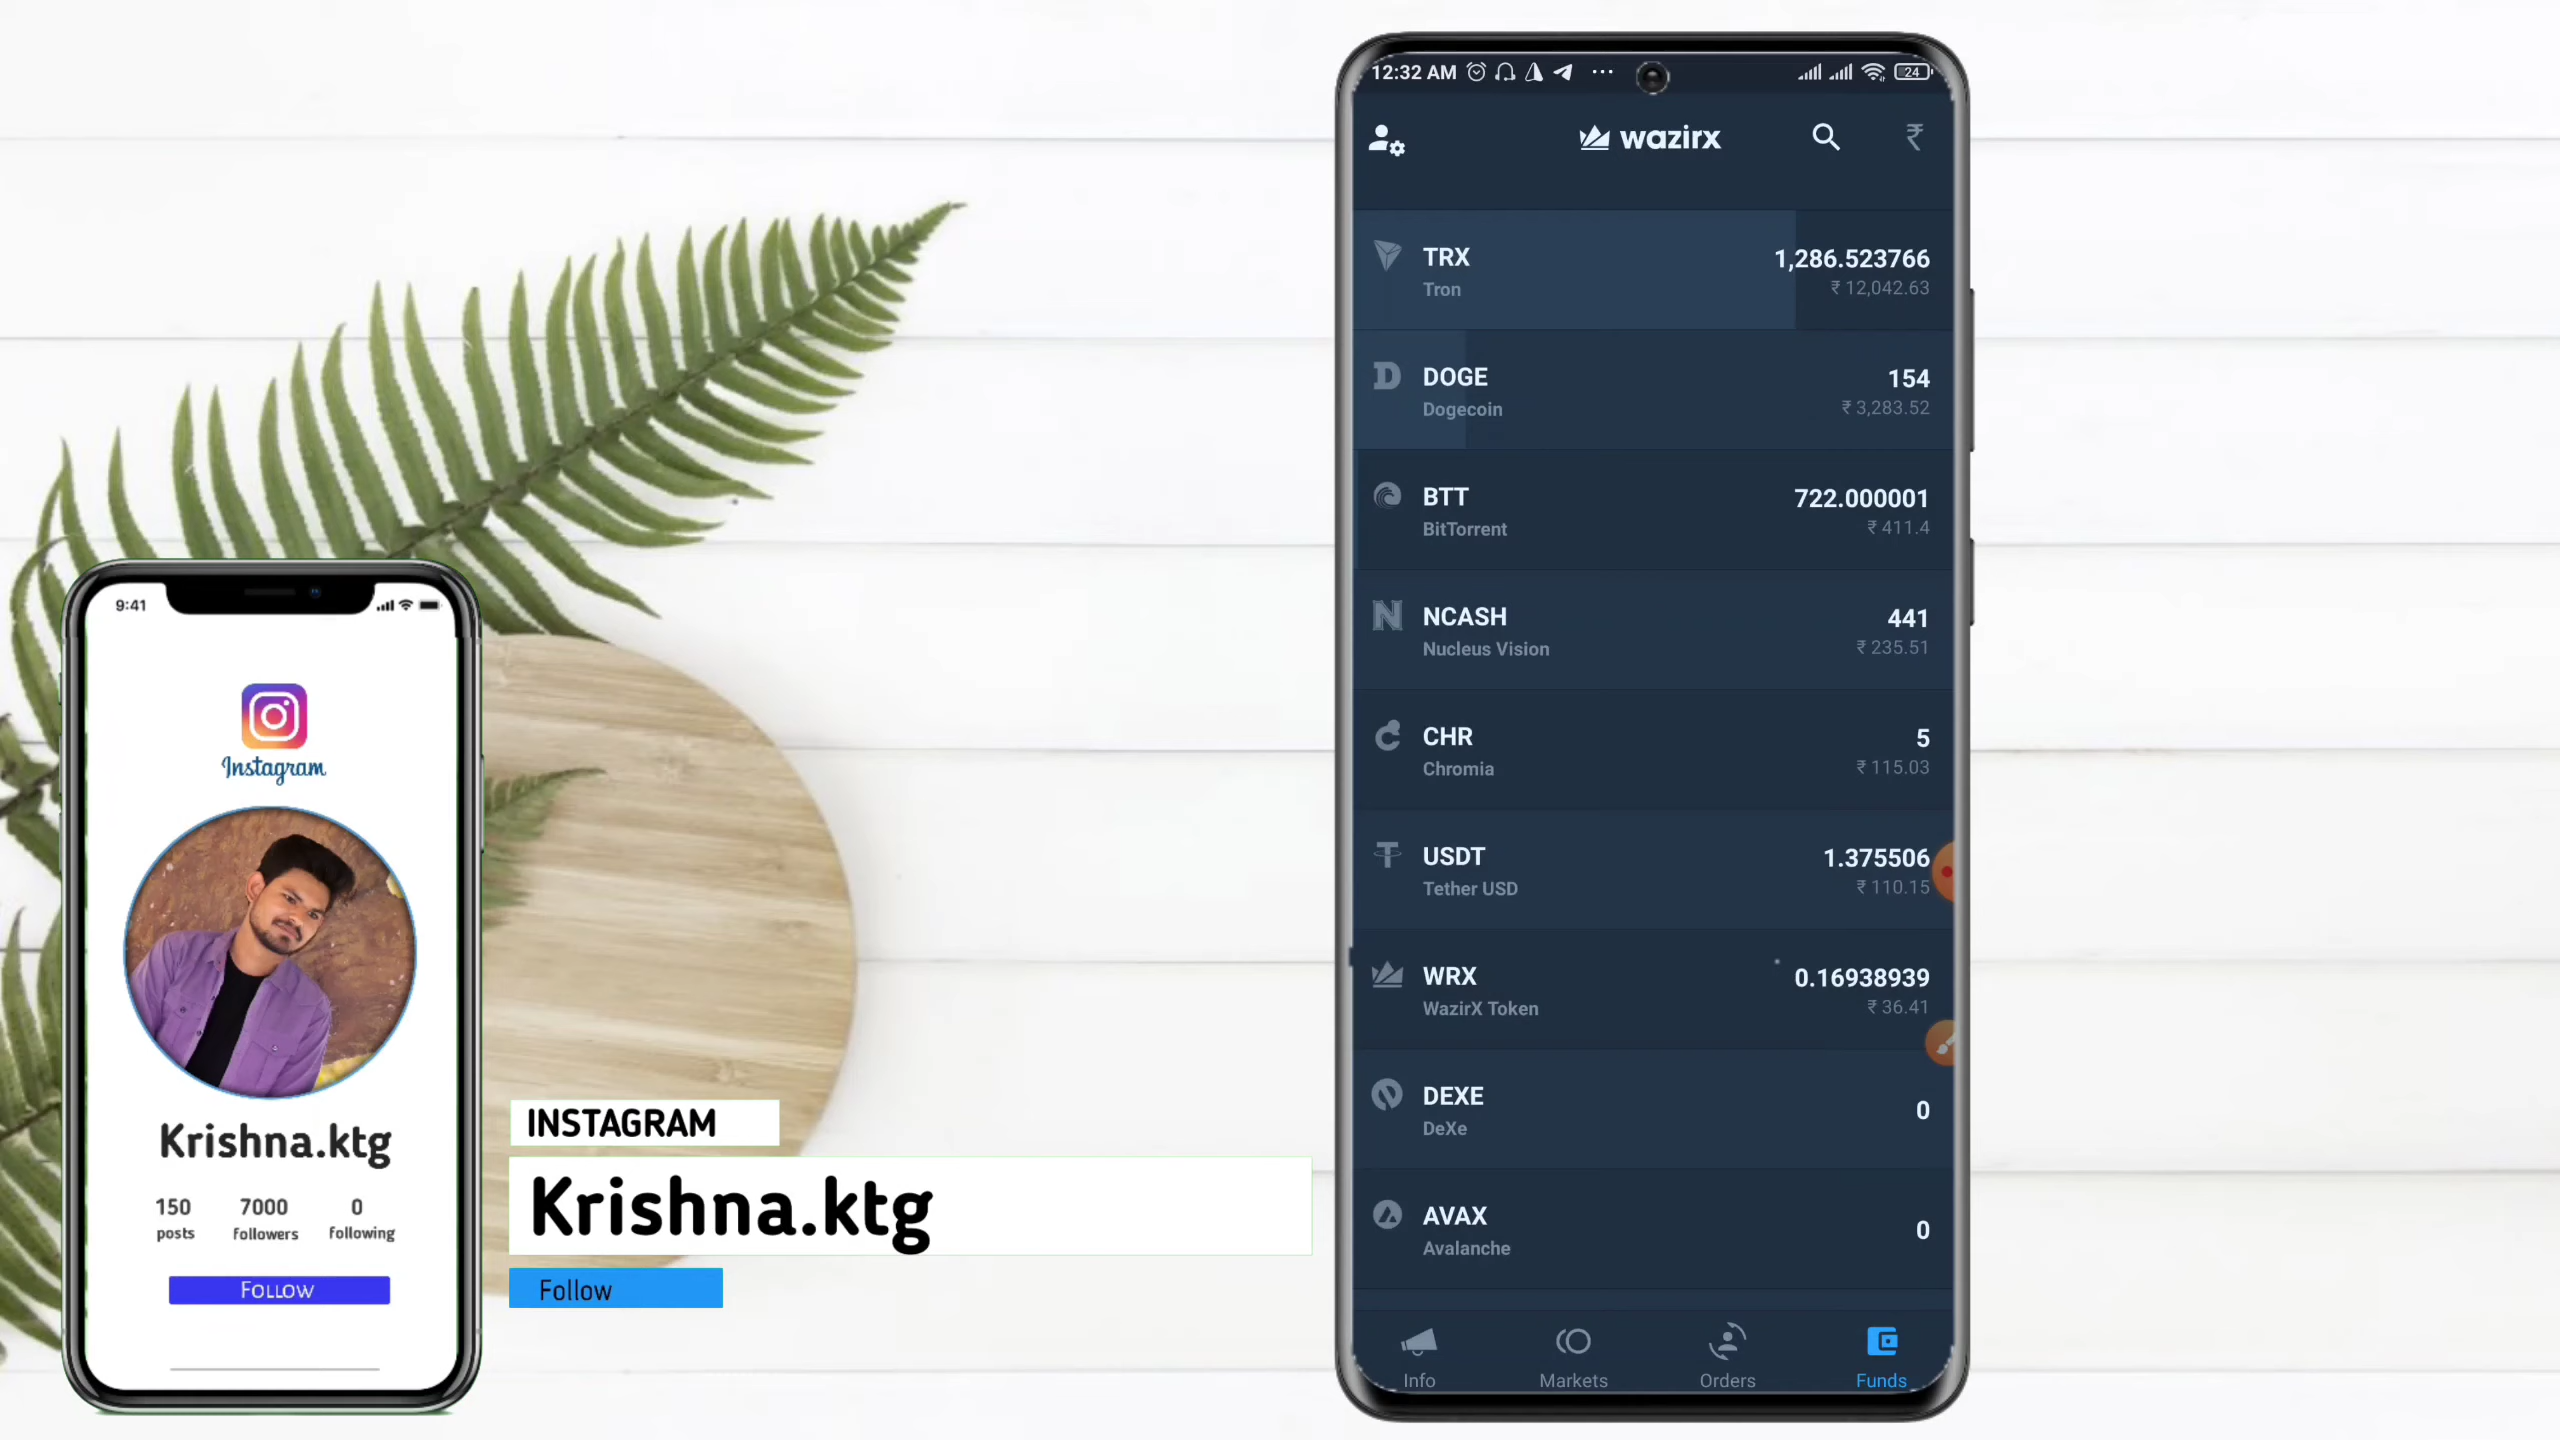 9:41
Instagram
Krishna.ktg
150 7000 0
posts followers following
FOLLOW
INSTAGRAM
Krishna.ktg
Follow
12:32 AM 24
wazirx ₹
TRX 1,286.523766
Tron ₹ 12,042.63
DOGE 154
Dogecoin ₹ 3,283.52
BTT 722.000001
BitTorrent ₹ 411.4
NCASH 441
Nucleus Vision ₹ 235.51
CHR 5
Chromia ₹ 115.03
USDT 1.375506
Tether USD ₹ 110.15
WRX 0.16938939
WazirX Token ₹ 36.41
DEXE 0
DeXe
AVAX 0
Avalanche
Info Markets Orders Funds